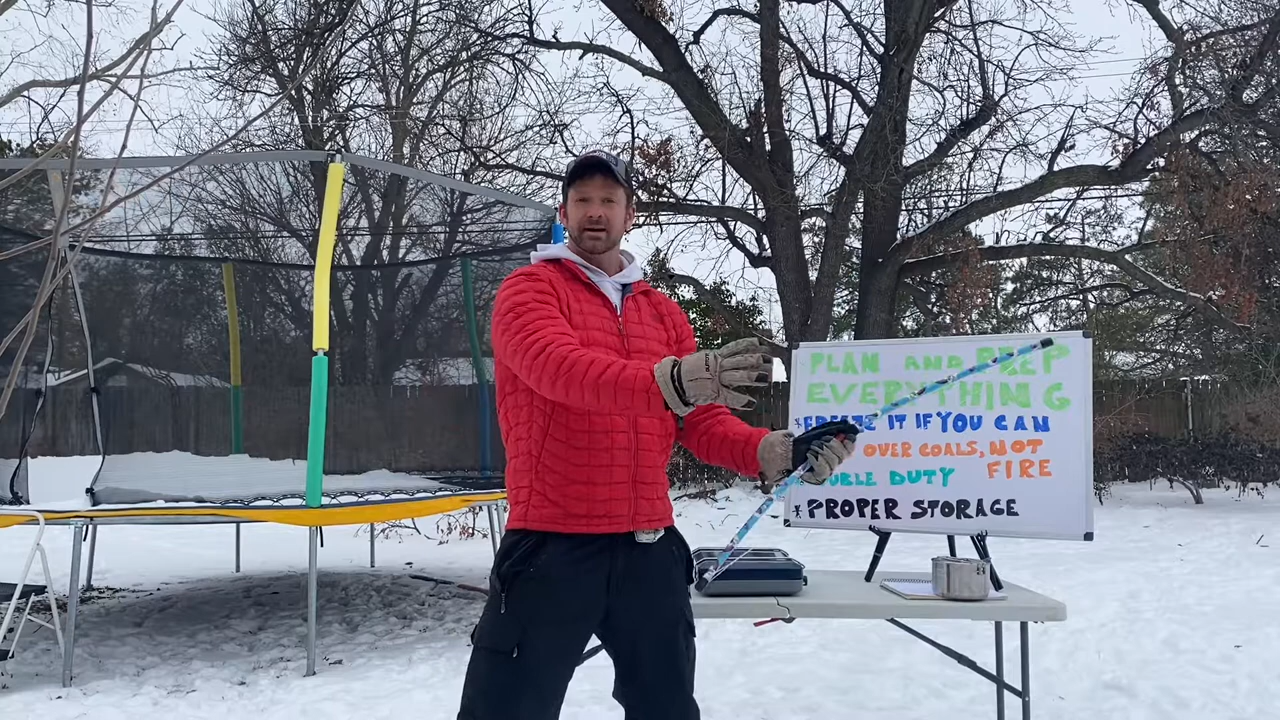 PLAN AND PREP
EVERYTHING
*FREEZE IT IF YOU CAN
OVER COALS, NOT
FIRE
DUTY
*PROPER STORAGE